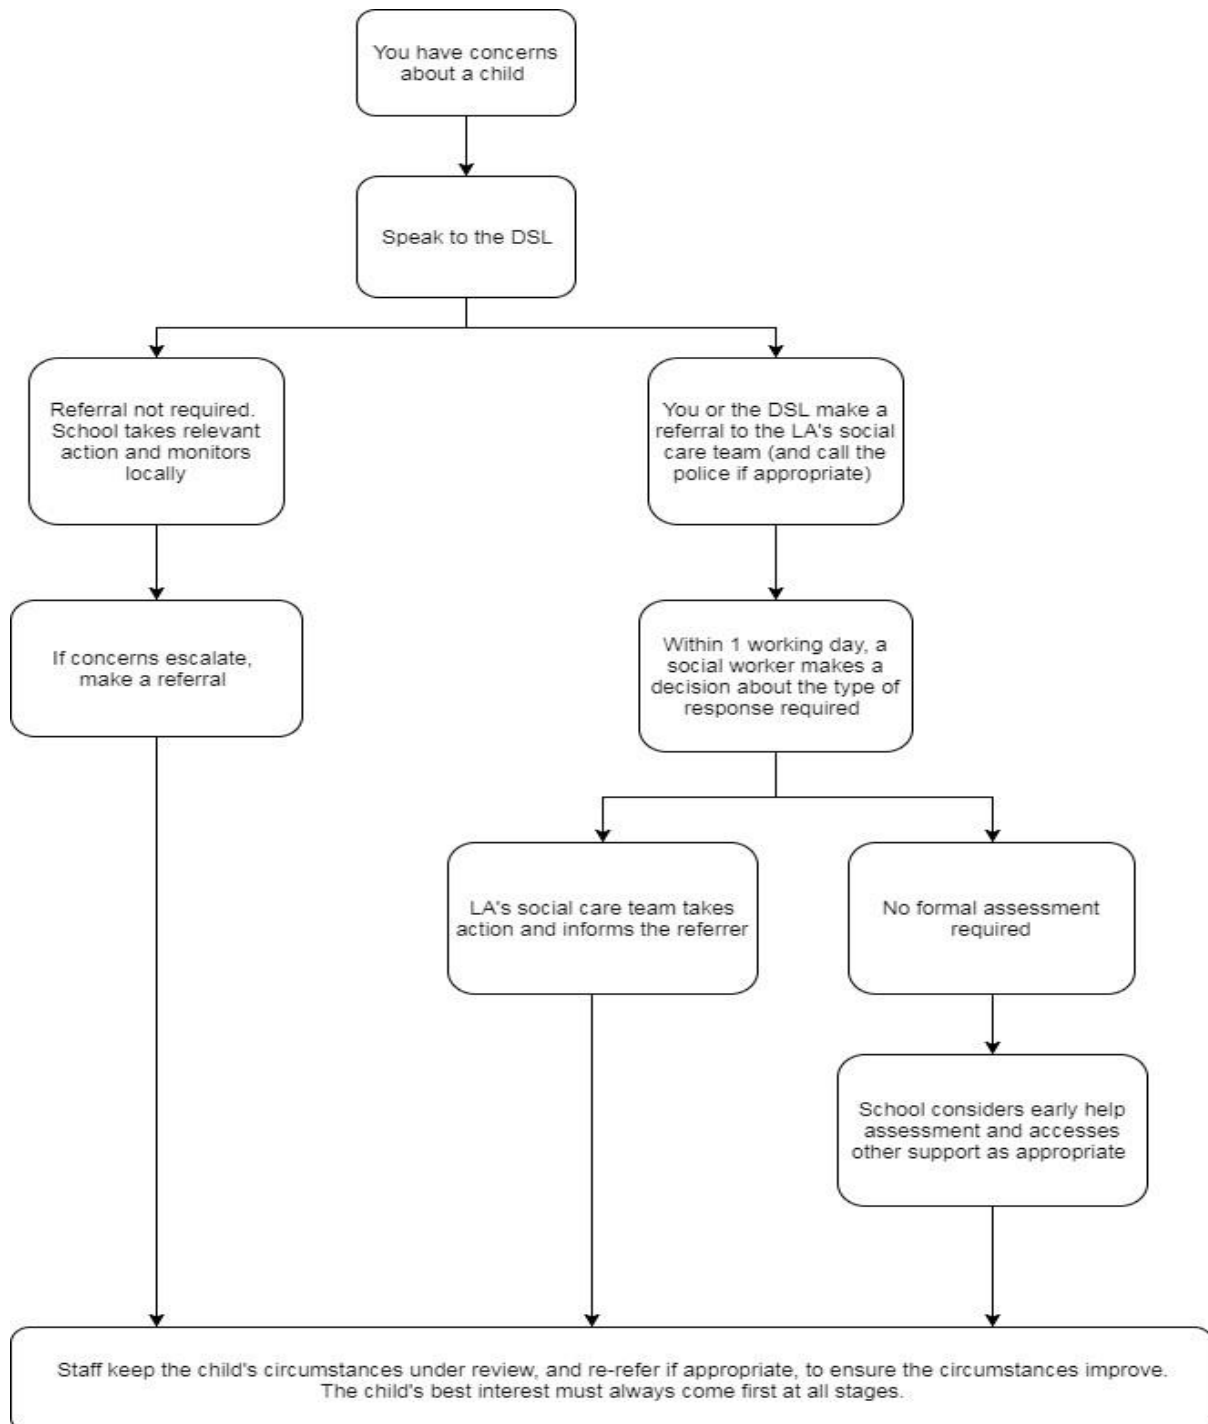 You have concerns
about a child
Speak to the DSL
Referral not required.
School takes relevant
action and monitors
locally
You or the DSL make a
referral to the LA's social
care team (and call the
police if appropriate)
If concerns escalate,
make a referral
Within 1 working day, a
social worker makes a
decision about the type of
response required
LA's social care team takes
action and informs the referrer
No formal assessment
required
School considers early help
assessment and accesses
other support as appropriate
Staff keep the child's circumstances under review, and re-refer if appropriate, to ensure the circumstances improve.
The child's best interest must always come first at all stages.